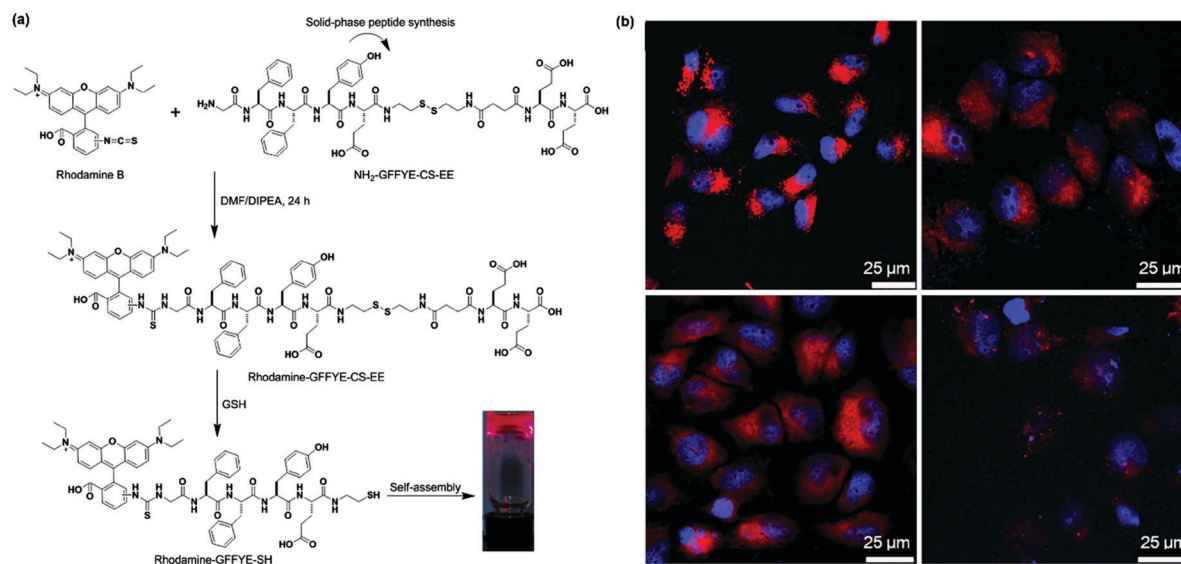 (a)
Solid-phase peptide synthesis
Rhodamine B
+
NH₂-GFFYE-CS-EE
DMF/DIPEA, 24 h
Rhodamine-GFFYE-CS-EE
GSH
Rhodamine-GFFYE-SH
Self-assembly
(b)
25 µm
25 µm
25 µm
25 µm